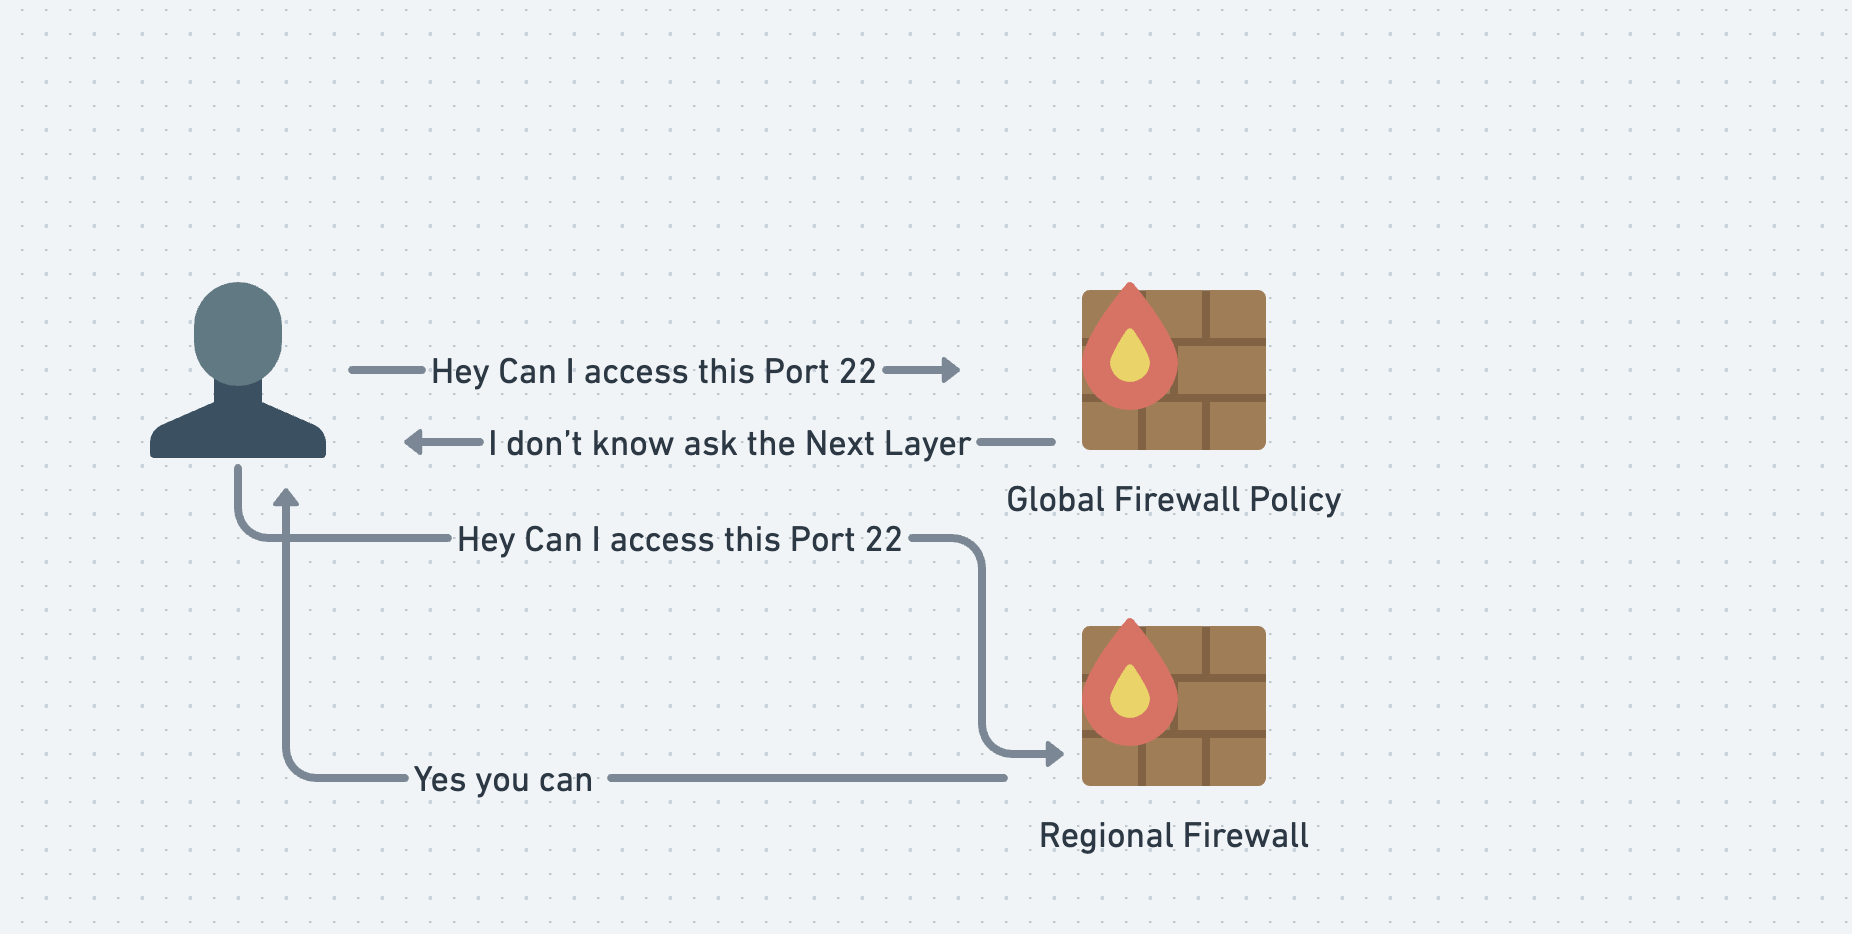 Hey Can I access this Port 22
I don't know ask the Next Layer
Global Firewall Policy
Hey Can I access this Port 22
Yes you can
Regional Firewall